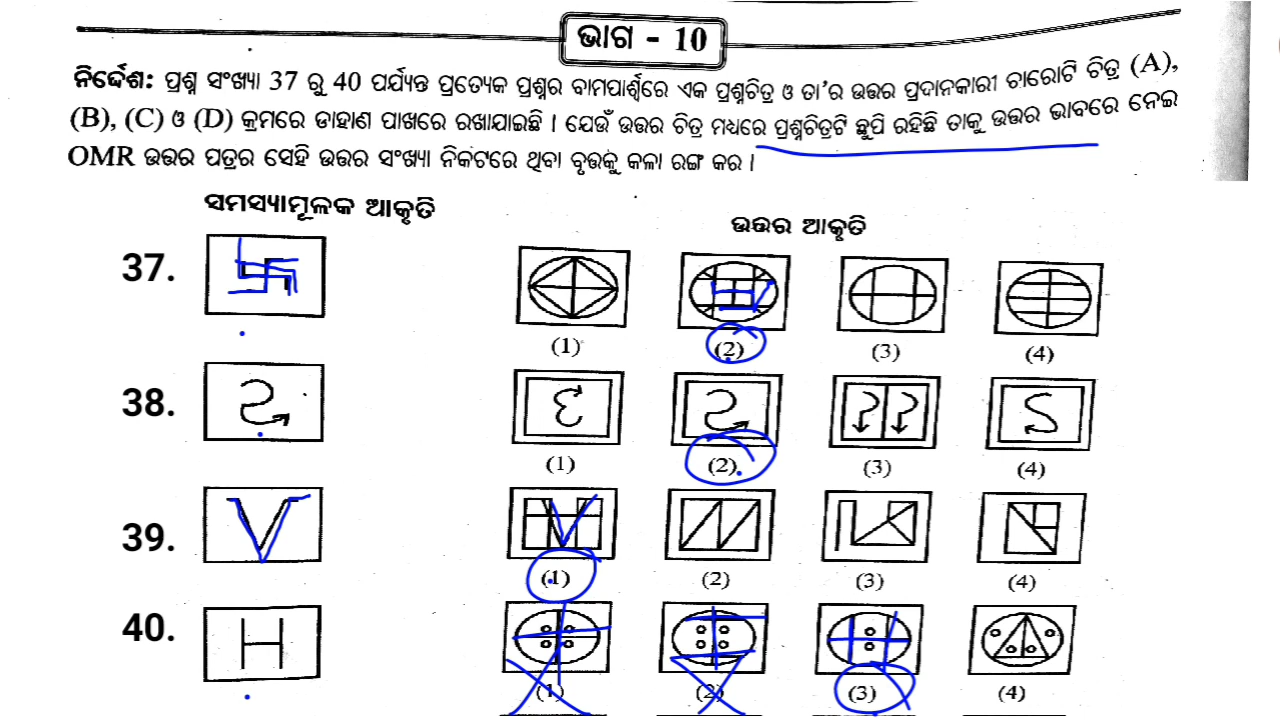 ଭାଗ - 10
ନିର୍ଦ୍ଦେଶ: ପ୍ରଶ୍ନ ସଂଖ୍ୟା 37 ରୁ 40 ପର୍ଯ୍ୟନ୍ତ ପ୍ରତ୍ୟେକ ପ୍ରଶ୍ନର ବାମପାର୍ଶ୍ୱରେ ଏକ ପ୍ରଶ୍ନଚିତ୍ର ଓ ତା'ର ଉତ୍ତର ପ୍ରଦାନକାରୀ ଚାରୋଟି ଚିତ୍ର (A),
(B), (C) ଓ (D) କ୍ରମରେ ଡାହାଣ ପାଖରେ ରଖାଯାଇଛି । ଯେଉଁ ଉତ୍ତର ଚିତ୍ର ମଧ୍ୟରେ ପ୍ରଶ୍ନଚିତ୍ରଟି ଛୁପି ରହିଛି ତାକୁ ଉତ୍ତର ଭାବରେ ନେଇ
OMR ଉତ୍ତର ପତ୍ରର ସେହି ଉତ୍ତର ସଂଖ୍ୟା ନିକଟରେ ଥିବା ବୃତ୍ତକୁ କଳା ରଙ୍ଗ କର ।
ସମସ୍ୟାମୂଳକ ଆକୃତି
ଉତ୍ତର ଆକୃତି
37.
(1) (2) (3) (4)
38.
(1) (2) (3) (4)
39.
(1) (2) (3) (4)
40.
(1) (2) (3) (4)